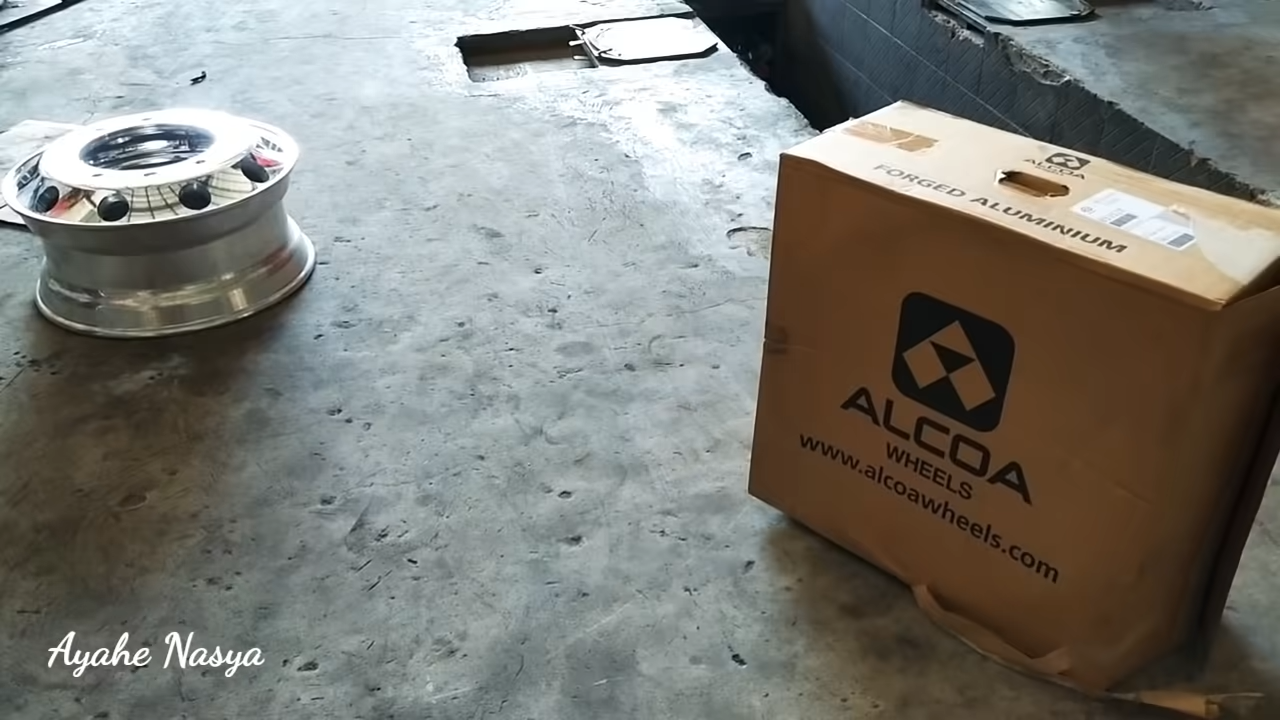 ALCOA
FORGED ALUMINIUM
ALCOA
WHEELS
www.alcoawheels.com
Ayahe Nasya